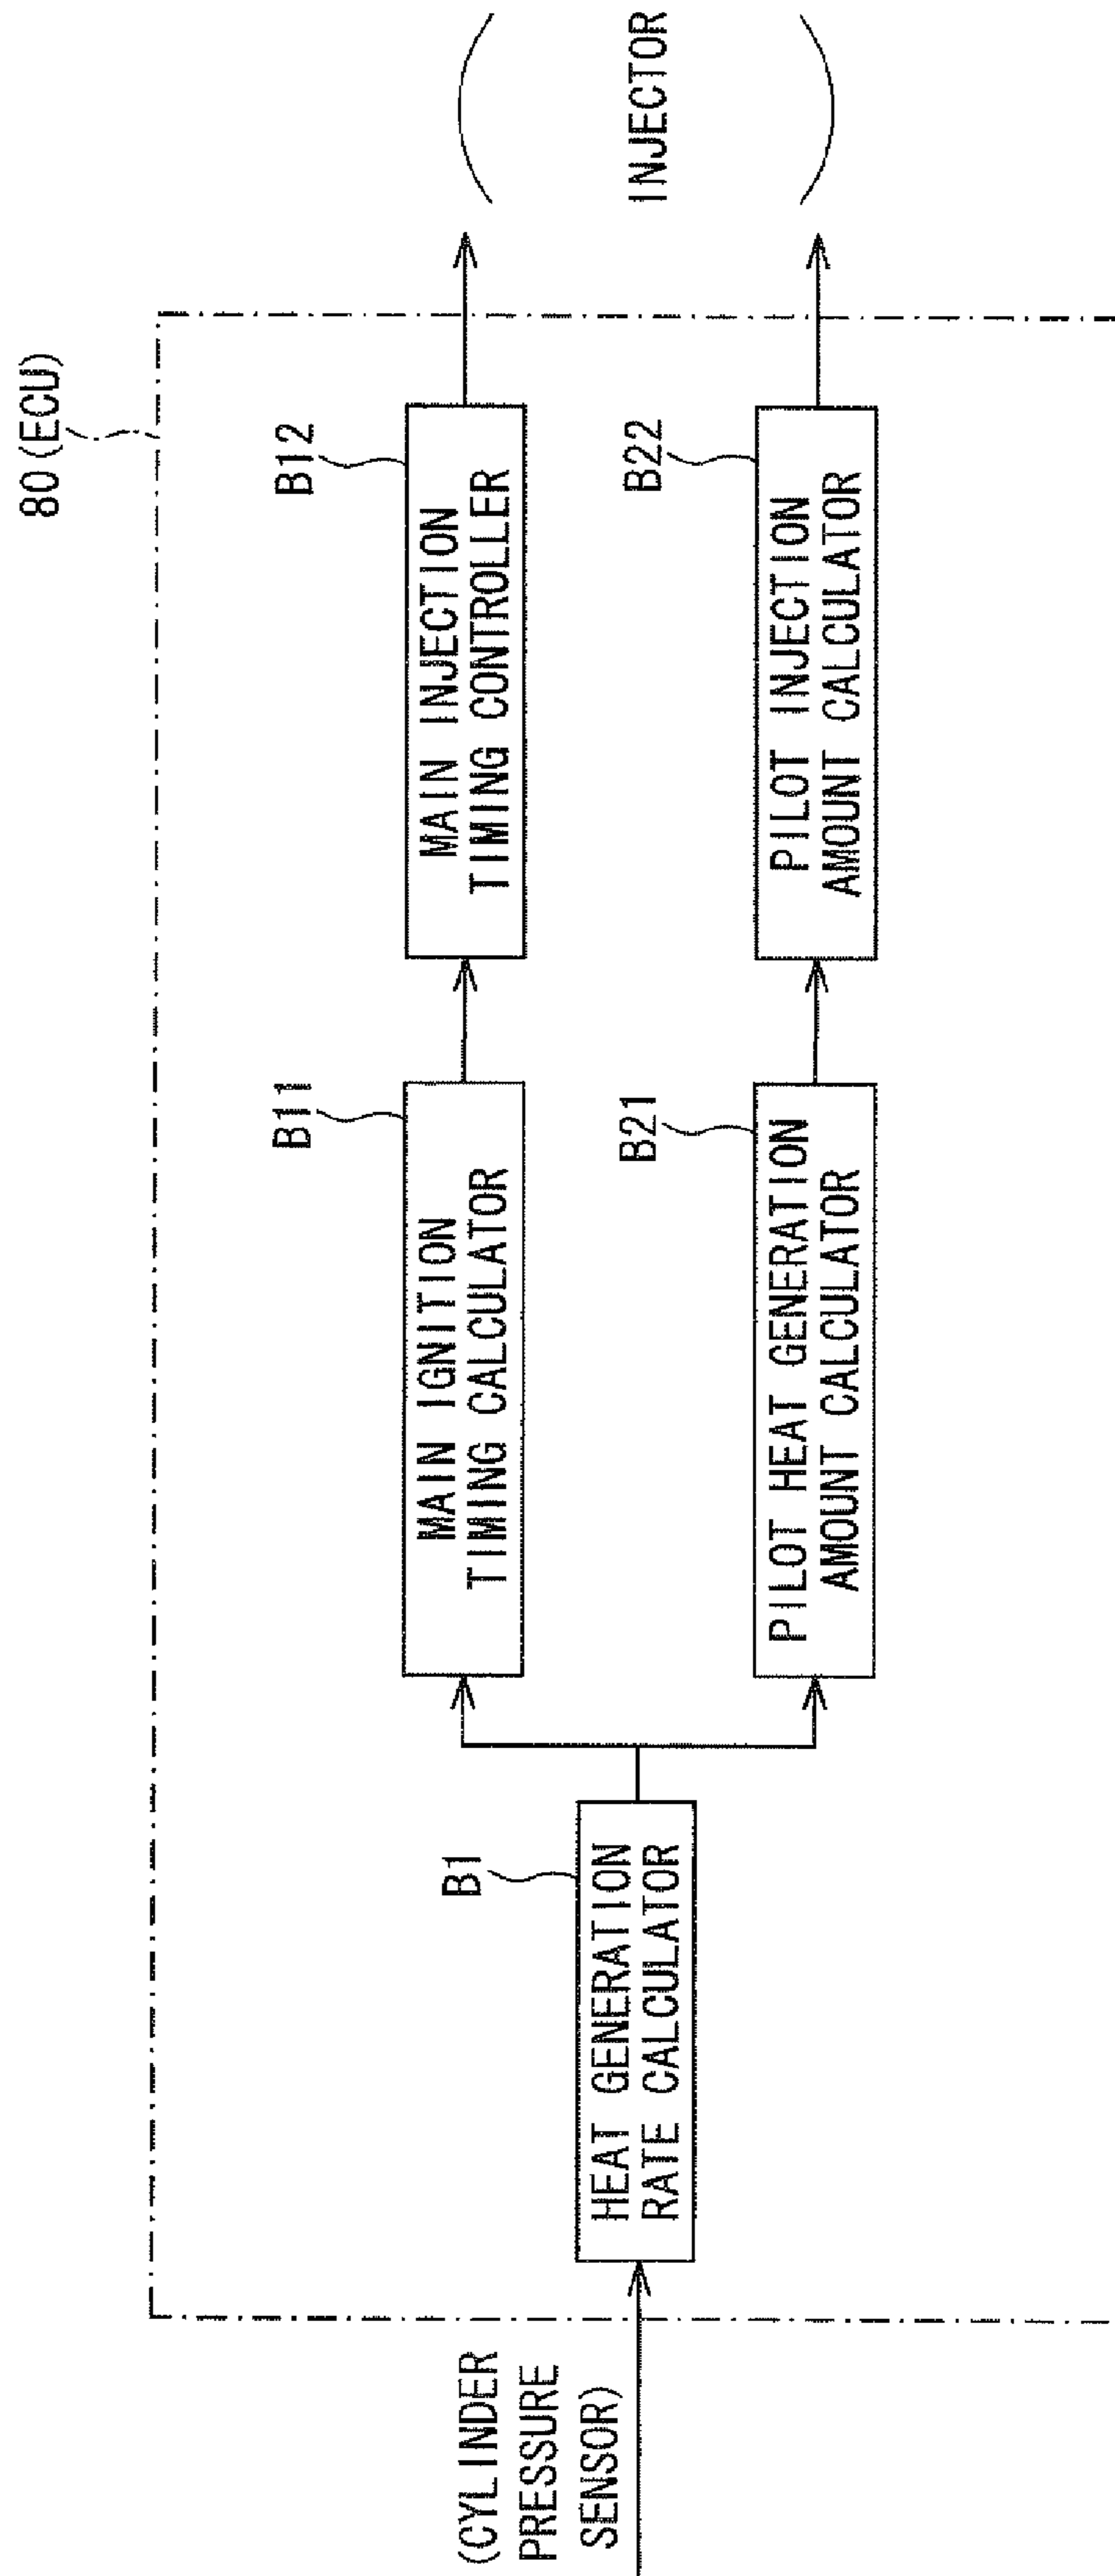 80(ECU)
(CYLINDER
PRESSURE
SENSOR)
B1
HEAT GENERATION
RATE CALCULATOR
B11
MAIN IGNITION
TIMING CALCULATOR
B12
MAIN INJECTION
TIMING CONTROLLER
B21
PILOT HEAT GENERATION
AMOUNT CALCULATOR
B22
PILOT INJECTION
AMOUNT CALCULATOR
(INJECTOR)